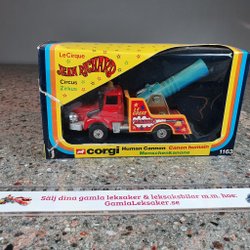 Le Cirque
JEAN RICHARD
Circus
Zirkus
corgi
Human Cannon Canon humain
Menschenkanone
1163
Sälj dina gamla leksaker & leksaksbilar m.m. hos:
GamlaLeksaker.se